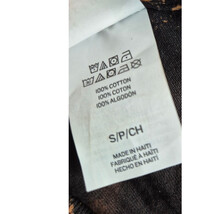 100% COTTON
100% COTON
100% ALGODÓN
S/P/CH
MADE IN HAITI
FABRIQUÉ À HAÏTI
HECHO EN HAITÍ